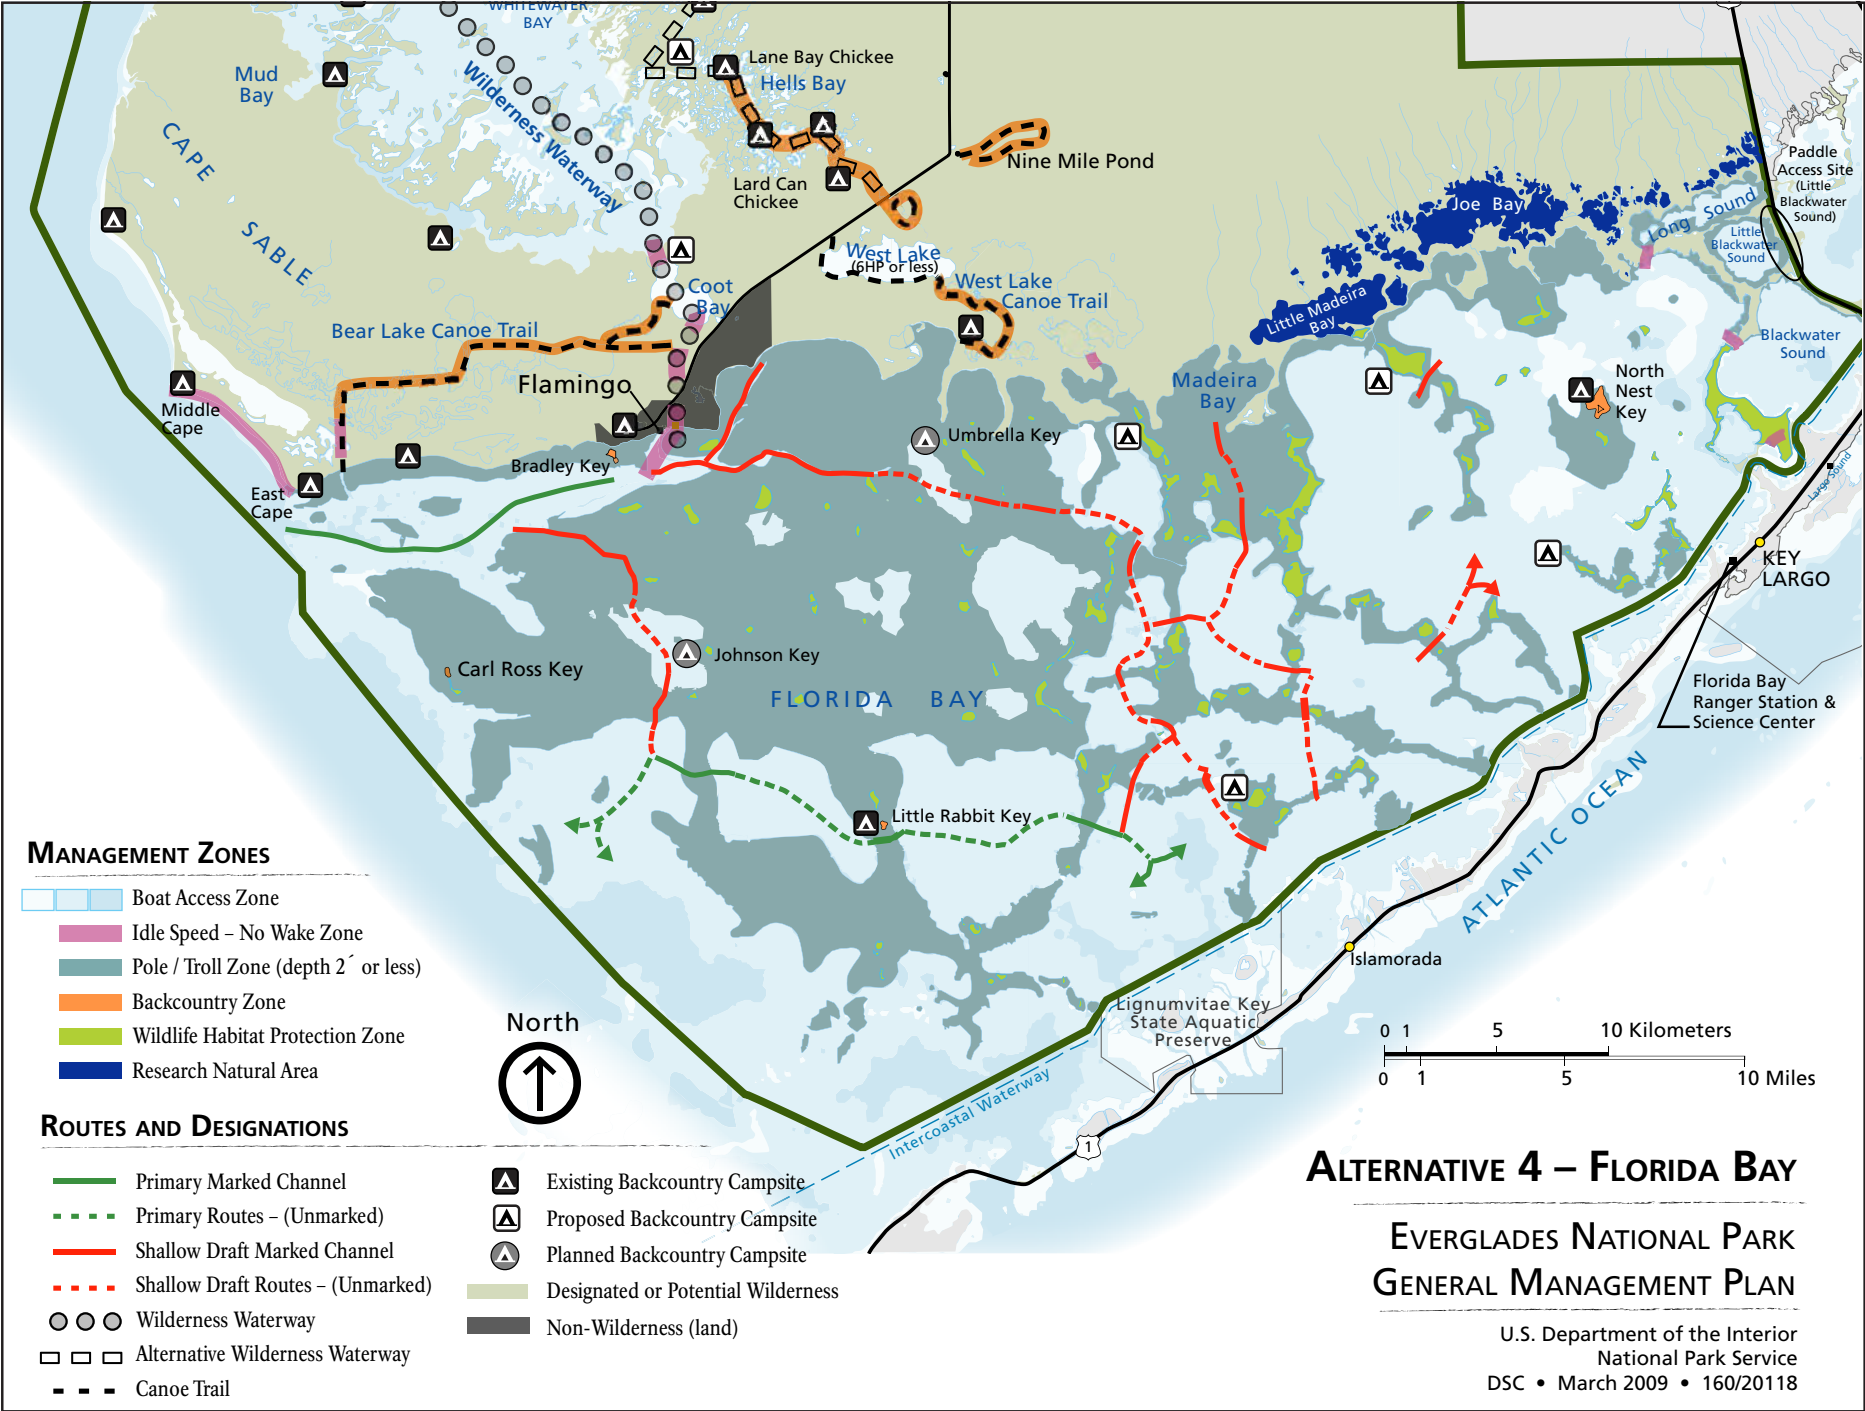 WHITEWATER
BAY
Mud
Bay
Wilderness Waterway
Lane Bay Chickee
Hells Bay
Lard Can
Chickee
Nine Mile Pond
CAPE
SABLE
Paddle
Access Site
(Little
Blackwater
Sound)
Joe Bay
Long Sound
Little
Blackwater
Sound
West Lake
(6HP or less)
West Lake
Canoe Trail
Coot
Bay
Little Madeira
Bay
Bear Lake Canoe Trail
Blackwater
Sound
Flamingo
Madeira
Bay
North
Nest
Key
Middle
Cape
Umbrella Key
Bradley Key
Largo Sound
East
Cape
KEY
LARGO
Johnson Key
Carl Ross Key
FLORIDA BAY
Florida Bay
Ranger Station &
Science Center
Little Rabbit Key
ATLANTIC OCEAN
Islamorada
Lignumvitae Key
State Aquatic
Preserve
Intercoastal Waterway
1
MANAGEMENT ZONES
Boat Access Zone
Idle Speed – No Wake Zone
Pole / Troll Zone (depth 2´ or less)
Backcountry Zone
Wildlife Habitat Protection Zone
Research Natural Area
North
0 1 5 10 Kilometers
0 1 5 10 Miles
ROUTES AND DESIGNATIONS
Primary Marked Channel
Primary Routes – (Unmarked)
Shallow Draft Marked Channel
Shallow Draft Routes – (Unmarked)
Wilderness Waterway
Alternative Wilderness Waterway
Canoe Trail
Existing Backcountry Campsite
Proposed Backcountry Campsite
Planned Backcountry Campsite
Designated or Potential Wilderness
Non-Wilderness (land)
ALTERNATIVE 4 – FLORIDA BAY
EVERGLADES NATIONAL PARK
GENERAL MANAGEMENT PLAN
U.S. Department of the Interior
National Park Service
DSC • March 2009 • 160/20118